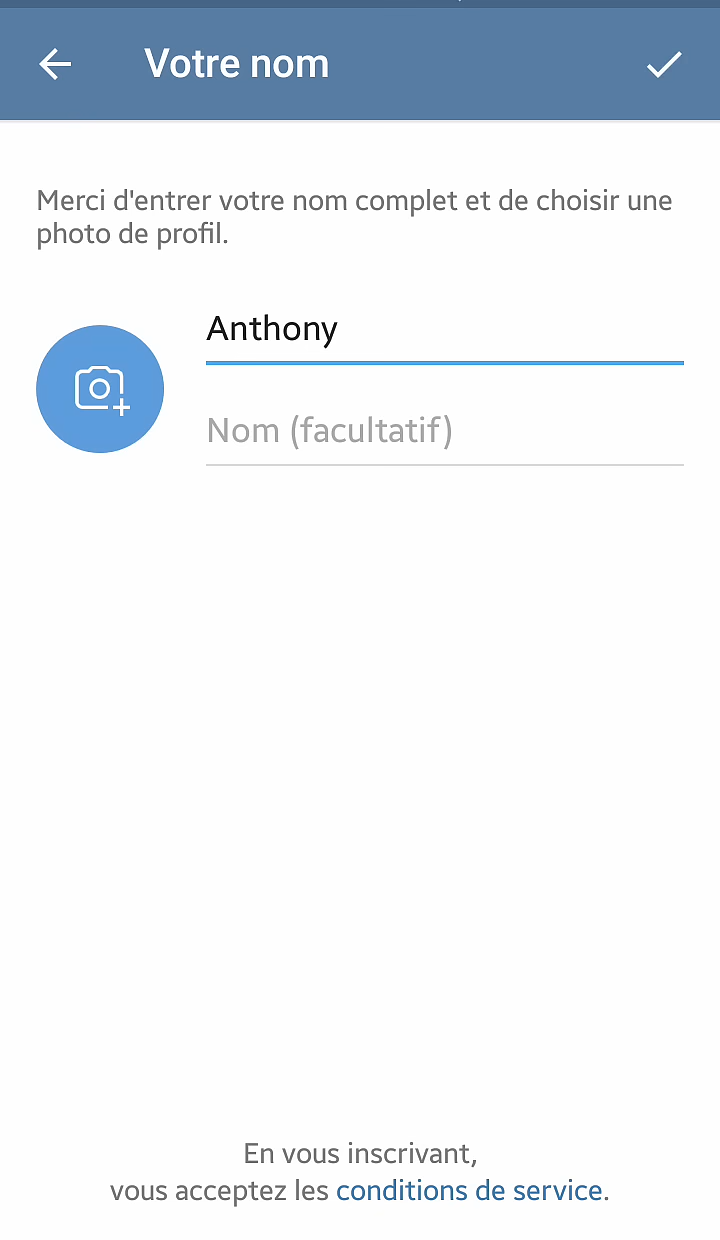 Votre nom
Merci d'entrer votre nom complet et de choisir une
photo de profil.
Anthony
Nom (facultatif)
En vous inscrivant,
vous acceptez les conditions de service.